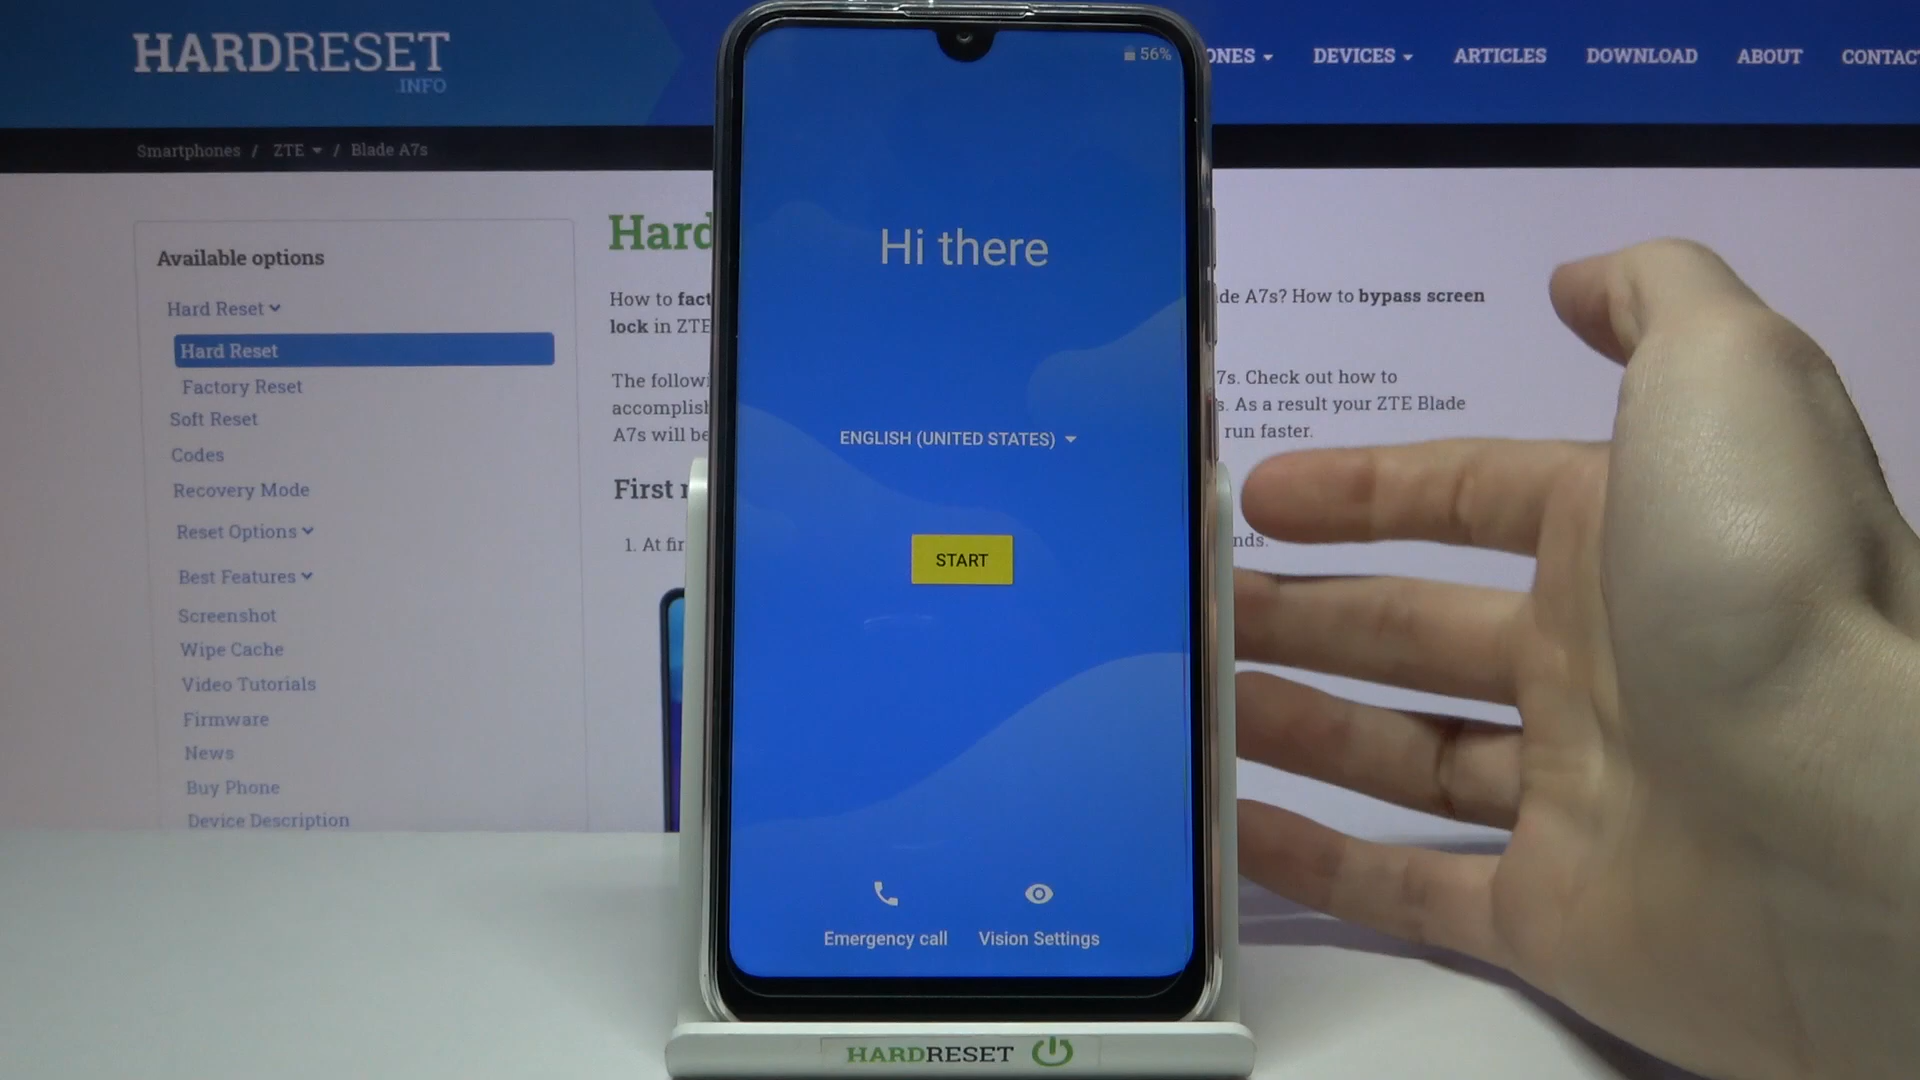 HARDRESET
.INFO
ONES DEVICES ARTICLES DOWNLOAD ABOUT CONTAC
Smartphones / ZTE / Blade A7s
Available options
Hard Reset
Hard Reset
Factory Reset
Soft Reset
Codes
Recovery Mode
Reset Options
Best Features
Screenshot
Wipe Cache
Video Tutorials
Firmware
News
Buy Phone
Device Description
Hard
How to fact
de A7s? How to bypass screen
lock in ZTE
The followi
7s. Check out how to
accomplish
s. As a result your ZTE Blade
A7s will be
run faster.
First
1. At fir
nds.
56%
Hi there
ENGLISH (UNITED STATES)
START
Emergency call Vision Settings
HARDRESET